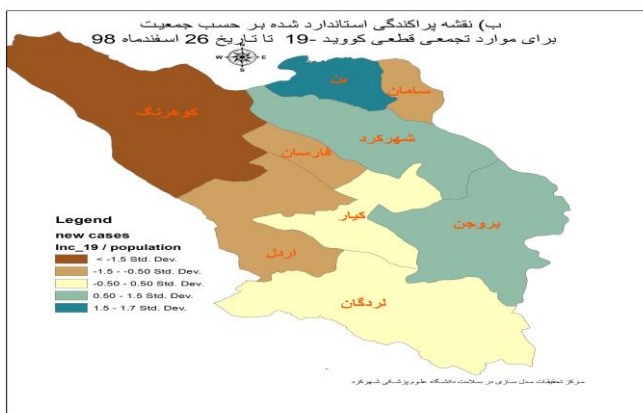 ب) نقشه پراکندگی استاندارد شده بر حسب جمعیت
برای موارد تجمعی قطعی کووید -19 تا تاریخ 26 اسفندماه 98
N
W E
S
بن
سامان
کوهرنگ
شهرکرد
فارسان
کیار
بروجن
اردل
لردگان
Legend
new cases
Inc_19 / population
< -1.5 Std. Dev.
-1.5 - -0.50 Std. Dev.
-0.50 - 0.50 Std. Dev.
0.50 - 1.5 Std. Dev.
1.5 - 1.7 Std. Dev.
مرکز تحقیقات مدل سازی در سلامت دانشگاه علوم پزشکی شهرکرد